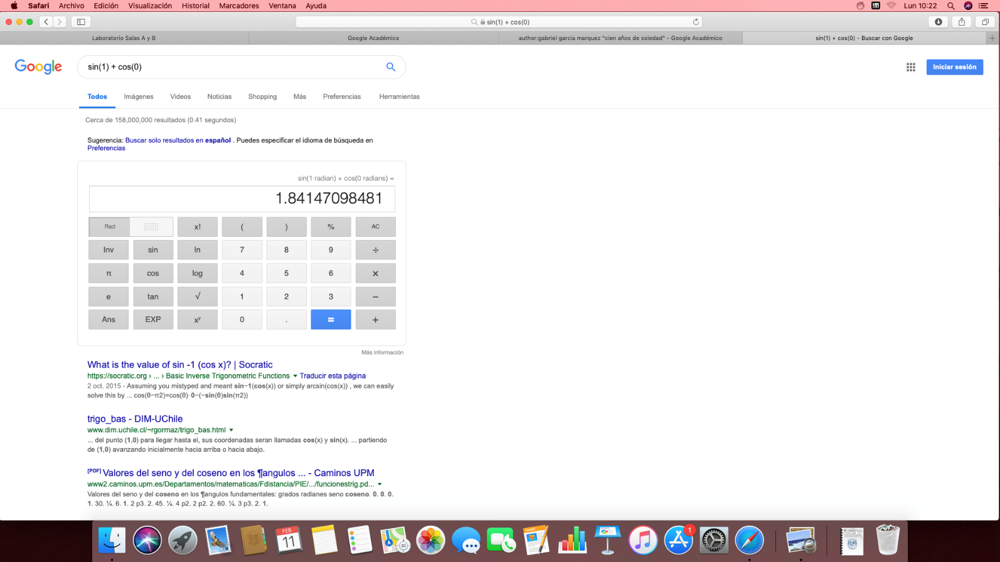 Safari Archivo Edición Visualización Historial Marcadores Ventana Ayuda Lun 10:22
sin(1) + cos(0)
Laboratorio Salas A y B Google Académico author:gabriel garcia marquez "cien años de soledad" - Google Académico sin(1) + cos(0) - Buscar con Google
Google sin(1) + cos(0) Iniciar sesión
Todos Imágenes Videos Noticias Shopping Más Preferencias Herramientas
Cerca de 158,000,000 resultados (0.41 segundos)
Sugerencia: Buscar solo resultados en español . Puedes especificar el idioma de búsqueda en
Preferencias
sin(1 radian) + cos(0 radians) =
1.84147098481
Rad x! ( ) % AC
Inv sin ln 7 8 9 ÷
π cos log 4 5 6 ×
e tan √ 1 2 3 −
Ans EXP xʸ 0 . = +
Más información
What is the value of sin -1 (cos x)? | Socratic
https://socratic.org › ... › Basic Inverse Trigonometric Functions ▾ Traducir esta página
2 oct. 2015 - Assuming you mistyped and meant sin−1(cos(x)) or simply arcsin(cos(x)) , we can easily
solve this by ... cos(θ−π2)=cos(θ)⋅0−(−sin(θ)sin(π2))
trigo_bas - DIM-UChile
www.dim.uchile.cl/~rgormaz/trigo_bas.html ▾
... del punto (1,0) para llegar hasta el, sus coordenadas seran llamadas cos(x) y sin(x). ... partiendo
de (1,0) avanzando inicialmente hacia arriba o hacia abajo.
[PDF] Valores del seno y del coseno en los ¶angulos ... - Caminos UPM
www2.caminos.upm.es/Departamentos/matematicas/Fdistancia/PIE/.../funcionestrig.pd... ▾
Valores del seno y del coseno en los ¶angulos fundamentales: grados radianes seno coseno. 0. 0. 0.
1. 30. ¼. 6. 1. 2 p3. 2. 45. ¼. 4 p2. 2 p2. 2. 60. ¼. 3 p3. 2. 1.
FEB
11
3D
PAGES
1